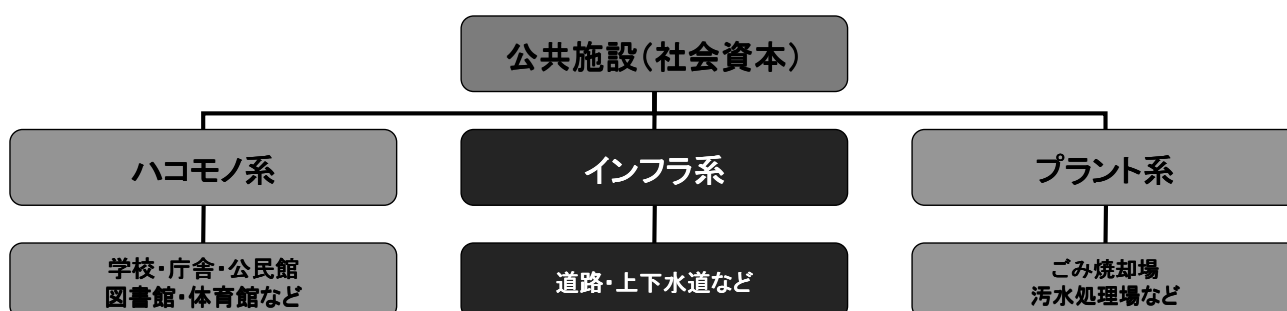 公共施設（社会資本）
ハコモノ系
インフラ系
プラント系
学校・庁舎・公民館
図書館・体育館など
道路・上下水道など
ごみ焼却場
汚水処理場など